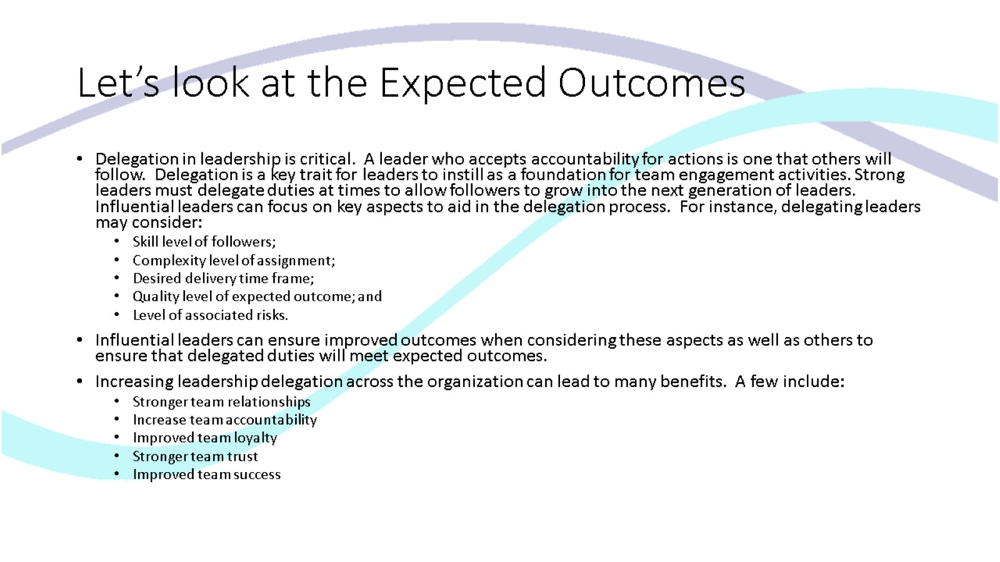 Let’s look at the Expected Outcomes
• Delegation in leadership is critical.  A leader who accepts accountability for actions is one that others will
follow.  Delegation is a key trait for leaders to instill as a foundation for team engagement activities. Strong
leaders must delegate duties at times to allow followers to grow into the next generation of leaders.
Influential leaders can focus on key aspects to aid in the delegation process.  For instance, delegating leaders
may consider:
• Skill level of followers;
• Complexity level of assignment;
• Desired delivery time frame;
• Quality level of expected outcome; and
• Level of associated risks.
• Influential leaders can ensure improved outcomes when considering these aspects as well as others to
ensure that delegated duties will meet expected outcomes.
• Increasing leadership delegation across the organization can lead to many benefits.  A few include:
• Stronger team relationships
• Increase team accountability
• Improved team loyalty
• Stronger team trust
• Improved team success